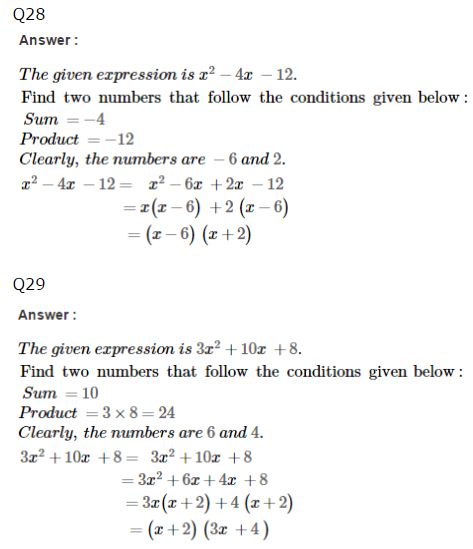 Q28
Answer :
The given expression is x² − 4x − 12.
Find two numbers that follow the conditions given below :
Sum = −4
Product = −12
Clearly, the numbers are − 6 and 2.
x² − 4x − 12 = x² − 6x + 2x − 12
= x(x − 6) + 2 (x − 6)
= (x − 6) (x + 2)
Q29
Answer :
The given expression is 3x² + 10x + 8.
Find two numbers that follow the conditions given below :
Sum = 10
Product = 3 × 8 = 24
Clearly, the numbers are 6 and 4.
3x² + 10x + 8 = 3x² + 10x + 8
= 3x² + 6x + 4x + 8
= 3x(x + 2) + 4 (x + 2)
= (x + 2) (3x + 4)